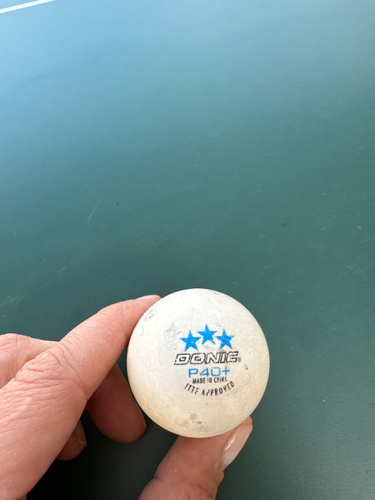 DONIC®
P40+
MADE IN CHINA
ITTF APPROVED